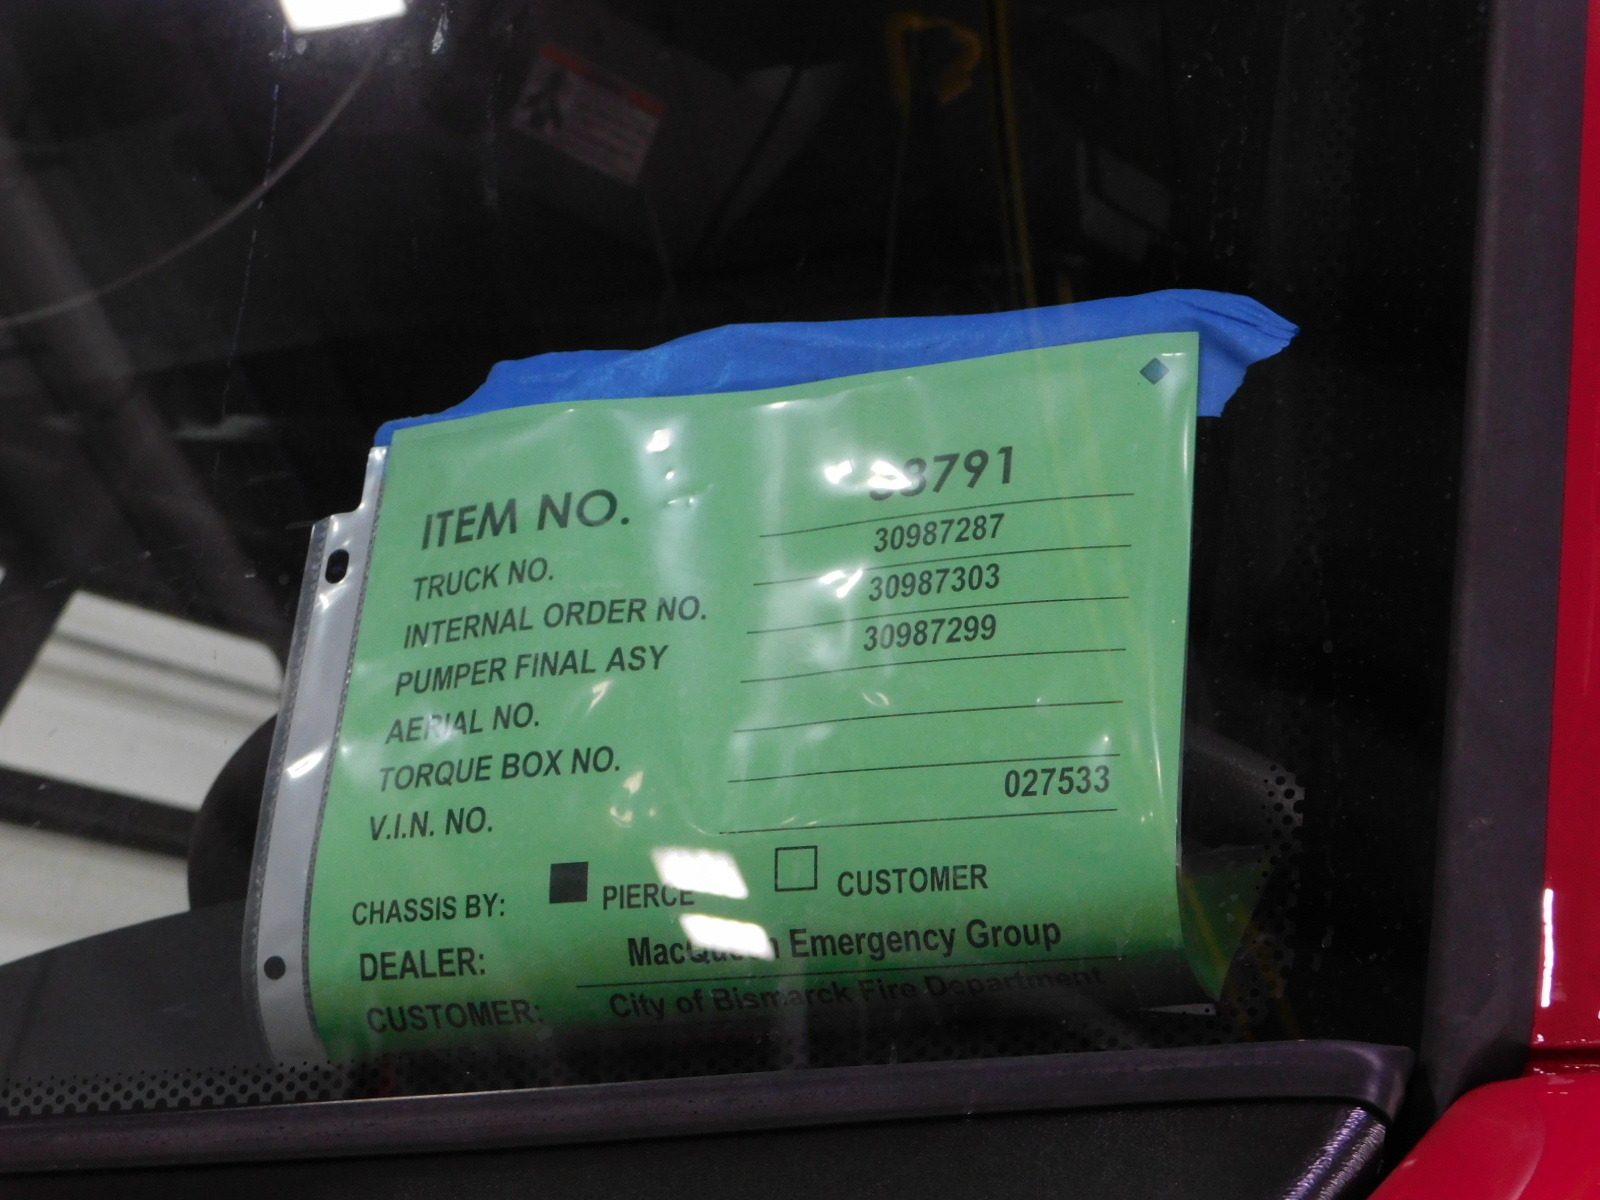 ITEM NO.
TRUCK NO. 30987287
INTERNAL ORDER NO. 30987303
PUMPER FINAL ASY 30987299
AERIAL NO.
TORQUE BOX NO.
V.I.N. NO. 027533
CHASSIS BY: PIERCE CUSTOMER
DEALER: MacQueen Emergency Group
CUSTOMER: City of Bismarck Fire Department